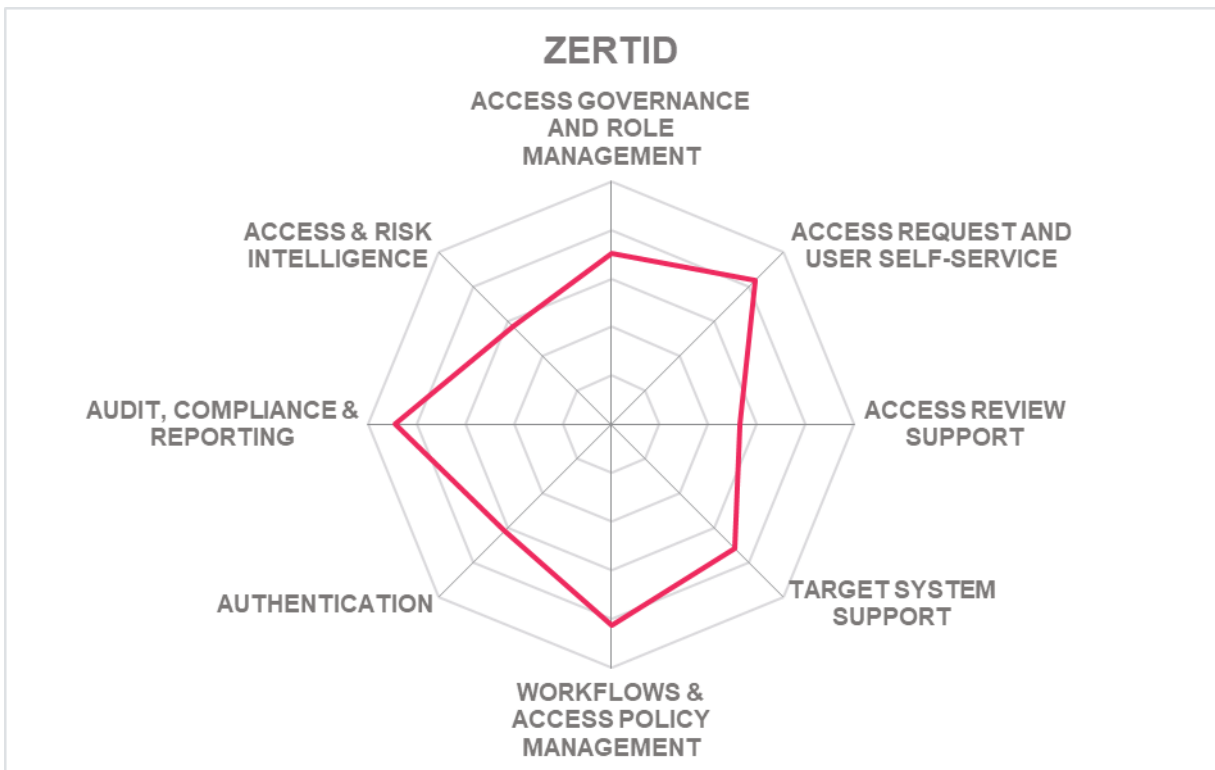 ZERTID
ACCESS GOVERNANCE
AND ROLE
MANAGEMENT
ACCESS REQUEST AND
USER SELF-SERVICE
ACCESS REVIEW
SUPPORT
TARGET SYSTEM
SUPPORT
WORKFLOWS &
ACCESS POLICY
MANAGEMENT
AUTHENTICATION
AUDIT, COMPLIANCE &
REPORTING
ACCESS & RISK
INTELLIGENCE